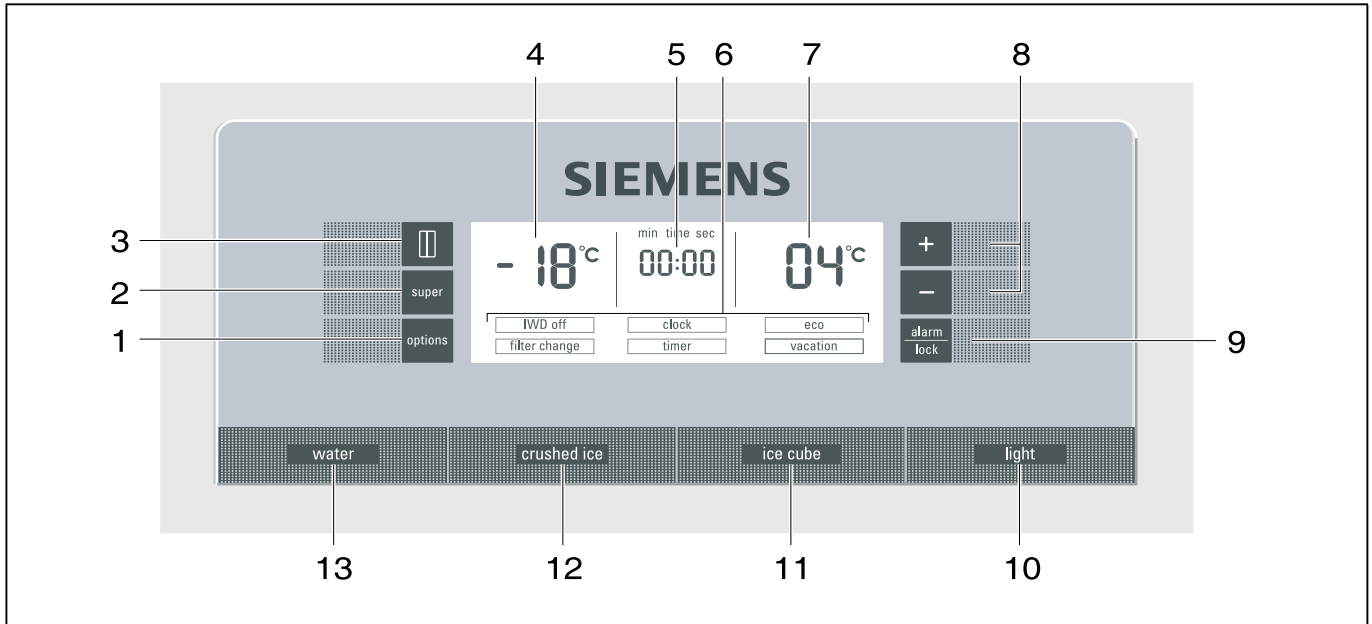 4 5 6 7 8
SIEMENS
3 - 18°C min time sec 00:00 04°C +
2 super −
1 options IWD off clock eco alarm lock 9
filter change timer vacation
water crushed ice ice cube light
13 12 11 10